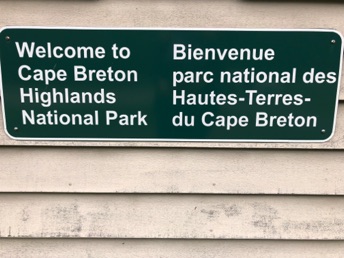 Welcome to
Cape Breton
Highlands
National Park
Bienvenue
parc national des
Hautes-Terres-
du Cape Breton